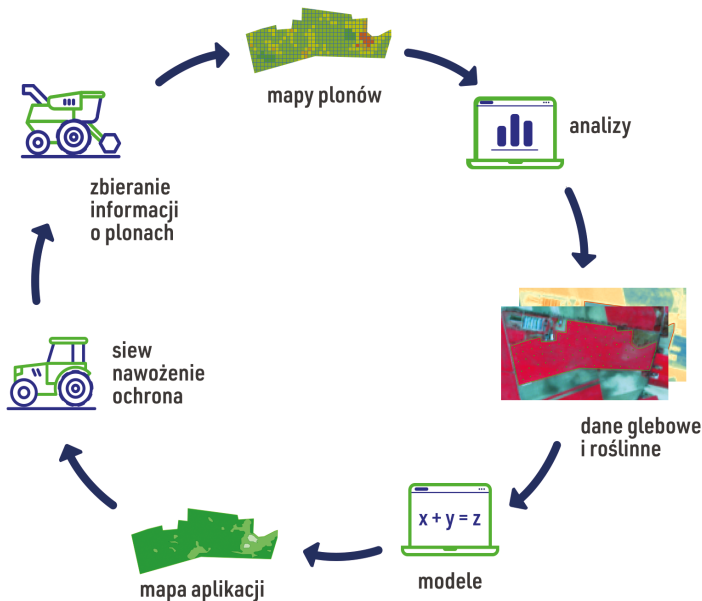 mapy plonów
analizy
zbieranie
informacji
o plonach
siew
nawożenie
ochrona
dane glebowe
i roślinne
x + y = z
modele
mapa aplikacji